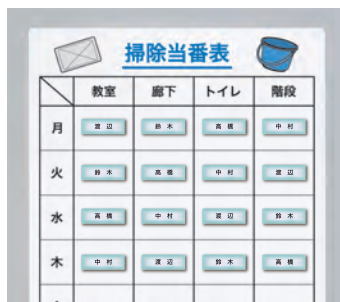 掃除当番表
教室 廊下 トイレ 階段
月 渡辺 鈴木 高橋 中村
火 鈴木 高橋 中村 渡辺
水 高橋 中村 渡辺 鈴木
木 中村 渡辺 鈴木 高橋